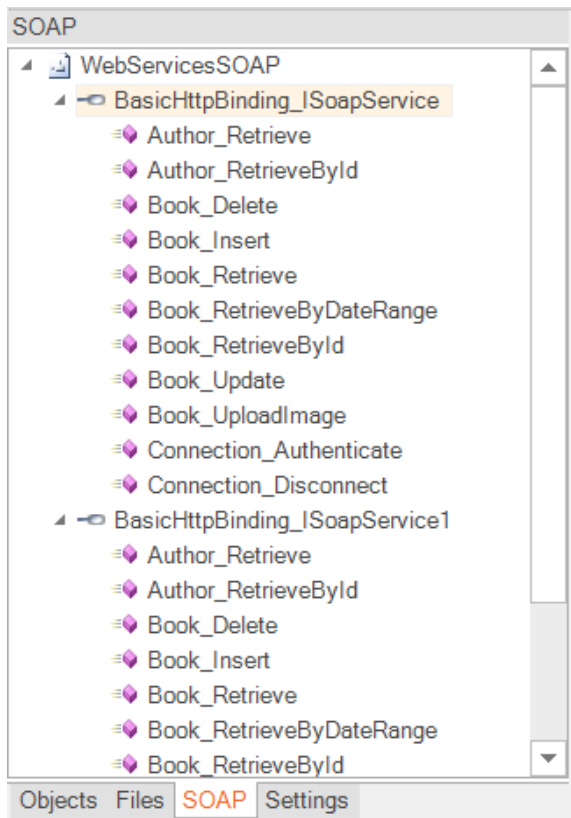 SOAP
WebServicesSOAP
BasicHttpBinding_ISoapService
Author_Retrieve
Author_RetrieveById
Book_Delete
Book_Insert
Book_Retrieve
Book_RetrieveByDateRange
Book_RetrieveById
Book_Update
Book_UploadImage
Connection_Authenticate
Connection_Disconnect
BasicHttpBinding_ISoapService1
Author_Retrieve
Author_RetrieveById
Book_Delete
Book_Insert
Book_Retrieve
Book_RetrieveByDateRange
Book_RetrieveById
Objects Files SOAP Settings